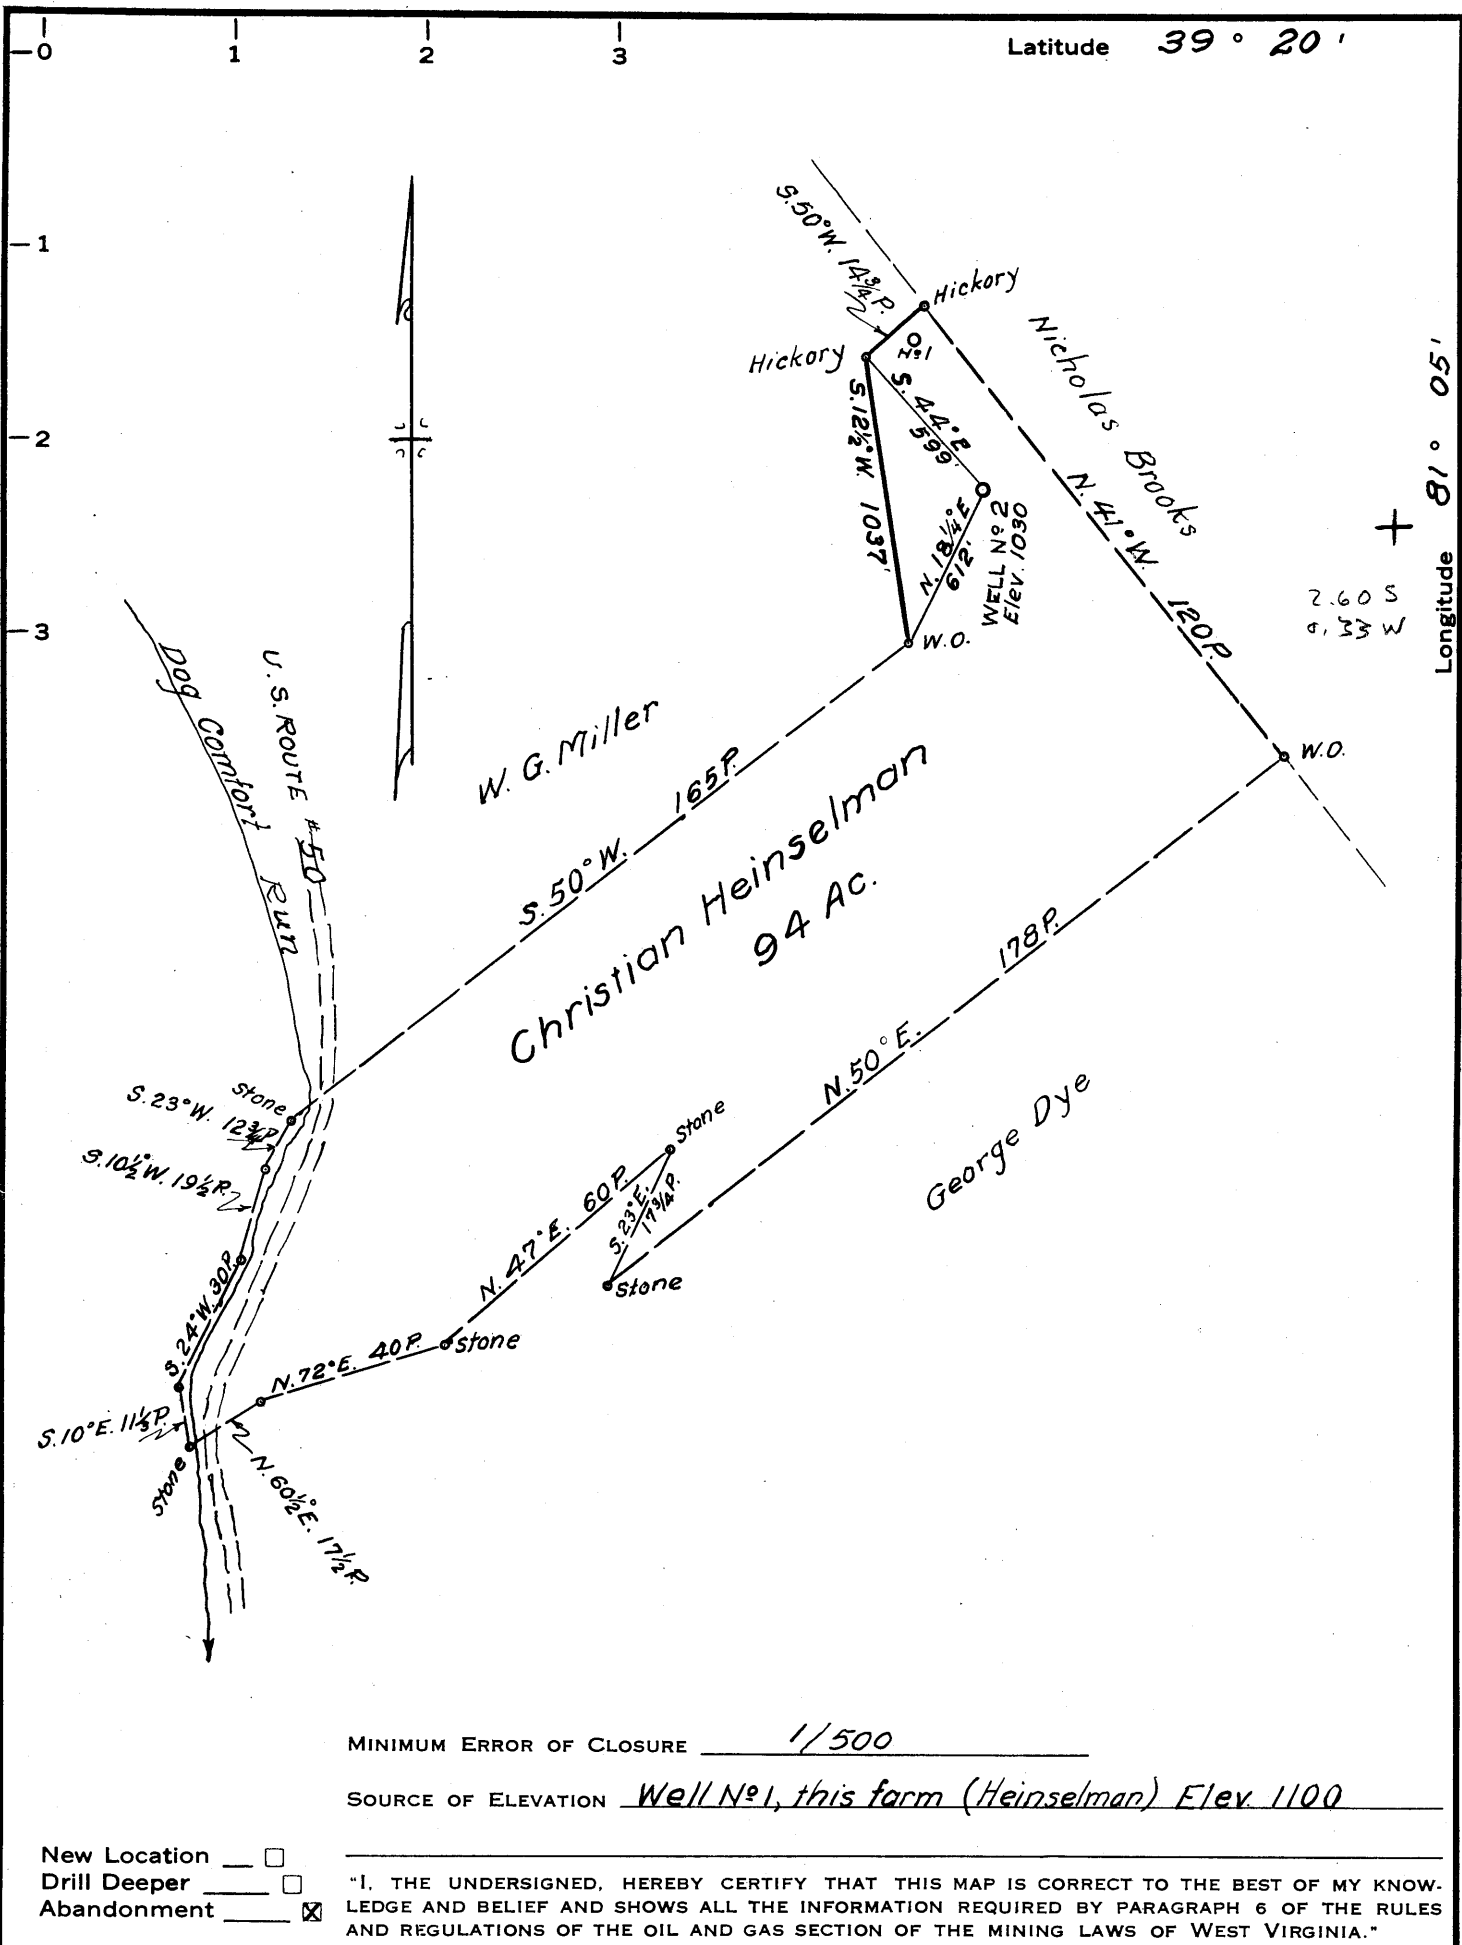 0 1 2 3 Latitude 39° 20'
1
2
3
S.50°W. 14¾P.
Hickory
Hickory
Nº1
S. 44°E
599'
S.12½°W. 1037'
N. 18¼°E
612'
WELL Nº 2
Elev. 1030
W.O.
Nicholas Brooks
N. 41°W. 120P.
Longitude 81° 05'
2.60 S
0.33 W
W.O.
Dog Comfort Run
U.S. ROUTE #50
W. G. Miller
S. 50°W. 165P.
Christian Heinselman
94 Ac.
N.50°E. 178P.
George Dye
Stone
S. 23°W. 12¾P.
S.10½°W. 19½P.
S.24°W. 30P.
S.10°E. 11⅓P.
Stone
N.60½°E. 17½P.
N.72°E. 40P.
Stone
N. 47°E. 60P.
Stone
S. 23°E.
17¾P.
Stone
MINIMUM ERROR OF CLOSURE 1/500
SOURCE OF ELEVATION Well Nº1, this farm (Heinselman) Elev. 1100
New Location
Drill Deeper
Abandonment ☒
"I, THE UNDERSIGNED, HEREBY CERTIFY THAT THIS MAP IS CORRECT TO THE BEST OF MY KNOW-
LEDGE AND BELIEF AND SHOWS ALL THE INFORMATION REQUIRED BY PARAGRAPH 6 OF THE RULES
AND REGULATIONS OF THE OIL AND GAS SECTION OF THE MINING LAWS OF WEST VIRGINIA."